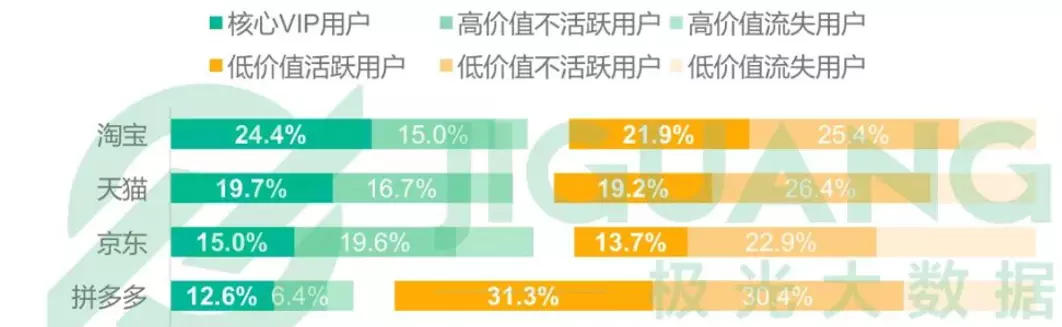 核心VIP用户 高价值不活跃用户 高价值流失用户
低价值活跃用户 低价值不活跃用户 低价值流失用户
淘宝 24.4% 15.0% 21.9% 25.4%
天猫 19.7% 16.7% 19.2% 26.4%
京东 15.0% 19.6% 13.7% 22.9%
拼多多 12.6% 6.4% 31.3% 30.4%
JIGUANG
极光大数据